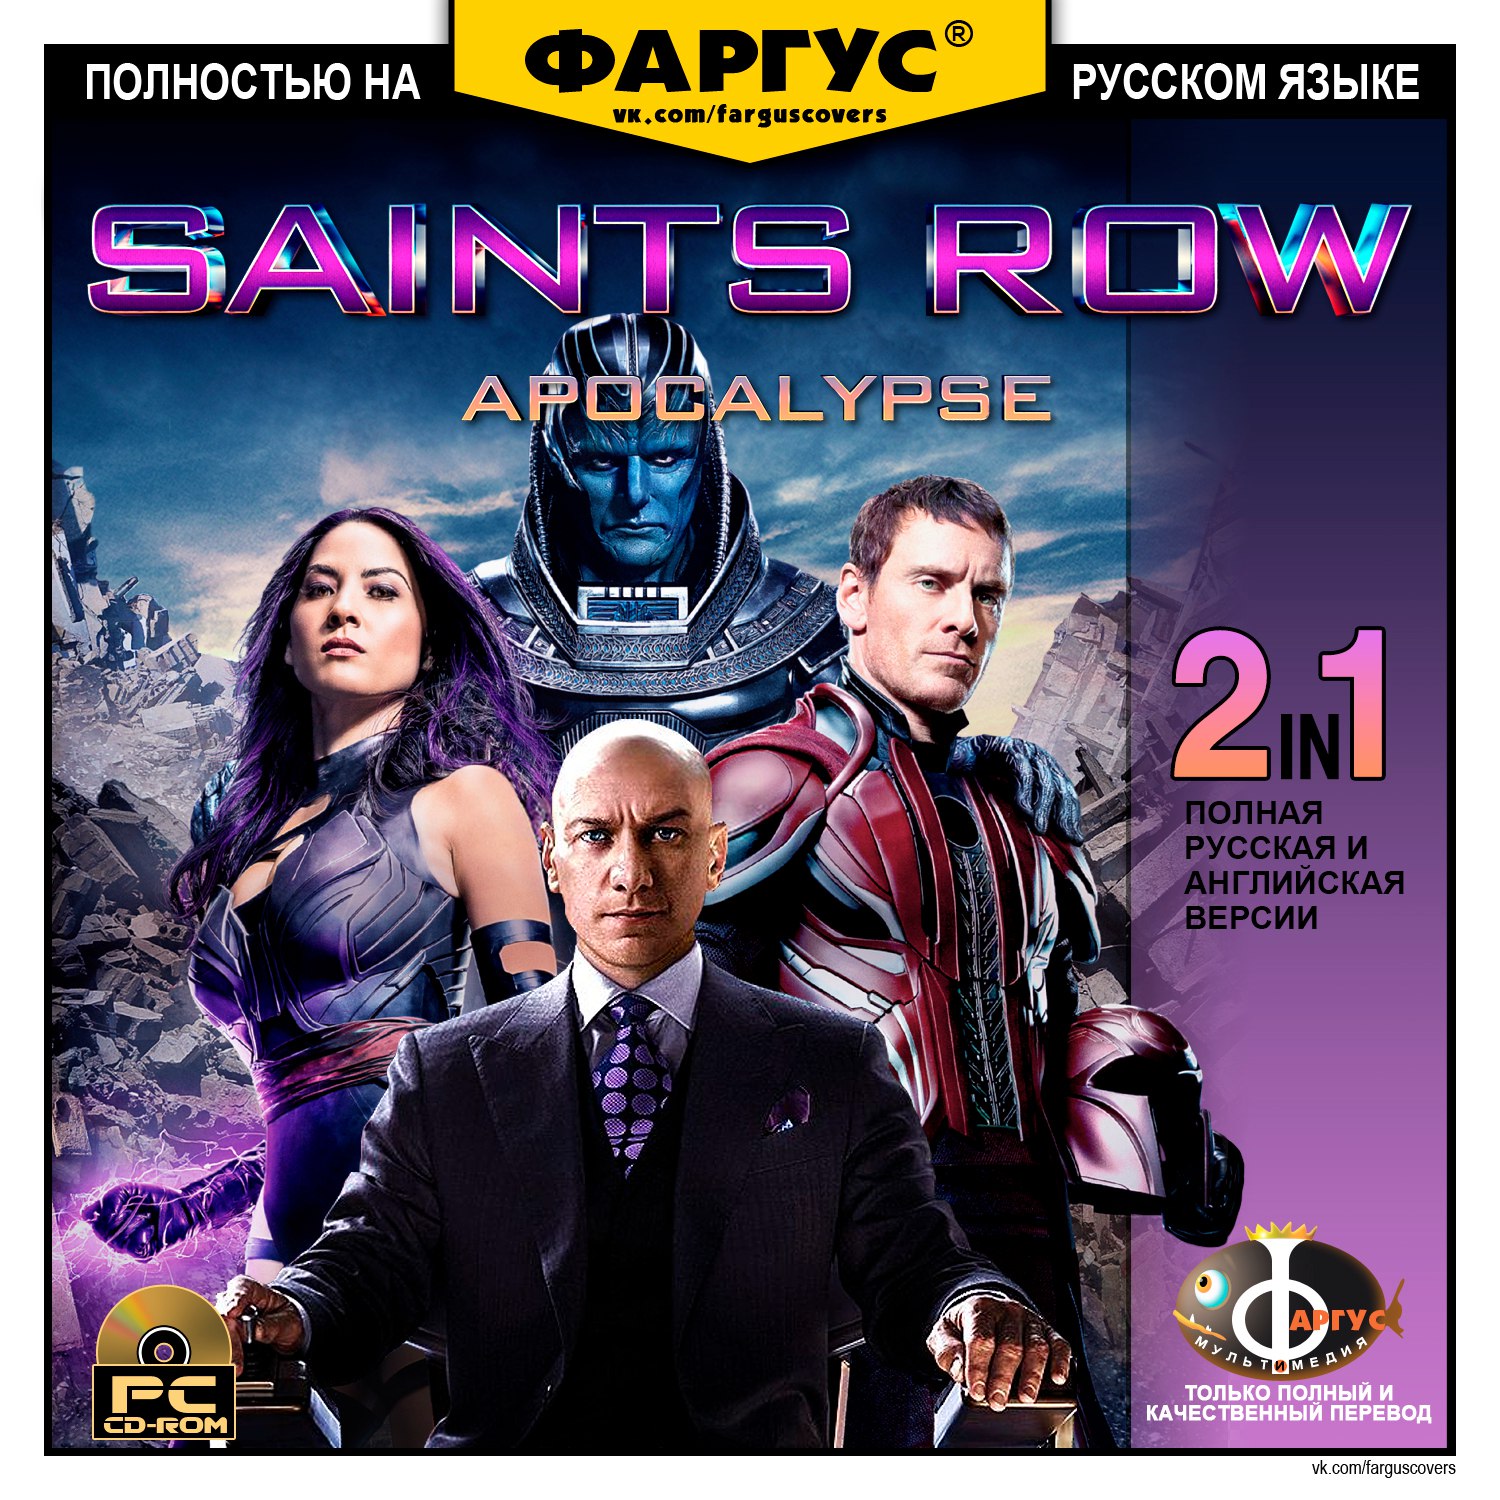 ФАРГУС®
vk.com/farguscovers
ПОЛНОСТЬЮ НА РУССКОМ ЯЗЫКЕ
SAINTS ROW
APOCALYPSE
2IN1
ПОЛНАЯ
РУССКАЯ И
АНГЛИЙСКАЯ
ВЕРСИИ
PC
CD-ROM
ФАРГУС
МУЛЬТИМЕДИЯ
ТОЛЬКО ПОЛНЫЙ И
КАЧЕСТВЕННЫЙ ПЕРЕВОД
vk.com/farguscovers